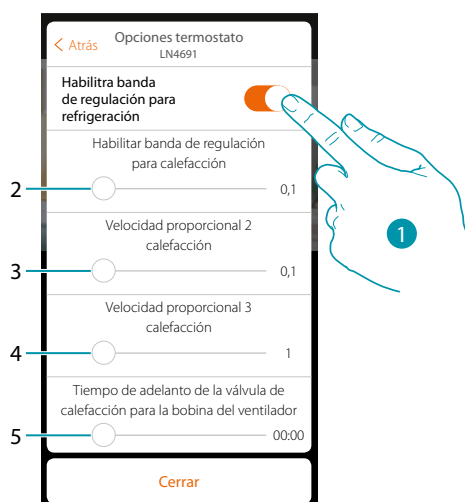 Atrás
Opciones termostato
LN4691
Habilitra banda
de regulación para
refrigeración
1
Habilitar banda de regulación
para calefacción
2
0,1
Velocidad proporcional 2
calefacción
3
0,1
Velocidad proporcional 3
calefacción
4
1
Tiempo de adelanto de la válvula de
calefacción para la bobina del ventilador
5
00:00
Cerrar